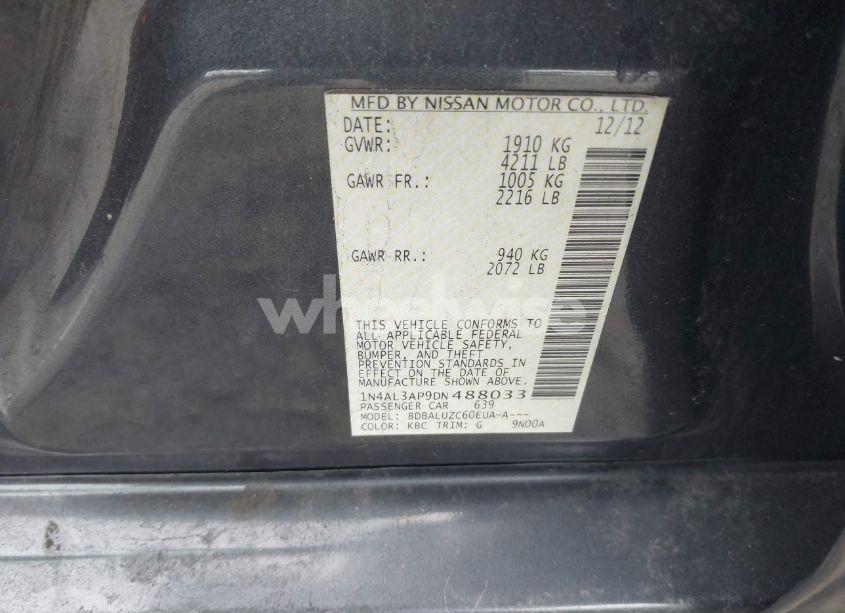 MFD BY NISSAN MOTOR CO., LTD.
DATE: 12/12
GVWR: 1910 KG
4211 LB
GAWR FR.: 1005 KG
2216 LB
GAWR RR.: 940 KG
2072 LB
wheelwise
THIS VEHICLE CONFORMS TO
ALL APPLICABLE FEDERAL
MOTOR VEHICLE SAFETY,
BUMPER, AND THEFT
PREVENTION STANDARDS IN
EFFECT ON THE DATE OF
MANUFACTURE SHOWN ABOVE.
1N4AL3AP9DN488033
PASSENGER CAR 639
MODEL: BDBALUZC60EUA-A---
COLOR: KBC TRIM: G 9N00A